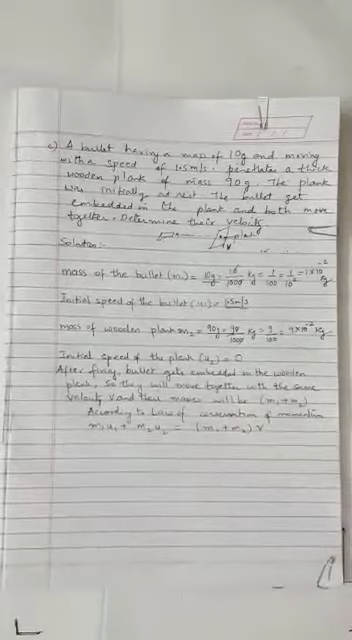 c) A bullet having a mass of 10g and moving
with a speed of 1.5m/s. penetrates a thick
wooden plank of mass 90g. The plank
was initially at rest. The bullet get
embedded in the plank and both move
together. Determine their velocity.
Solution:-
mass of the bullet (m1) = 10g = 10/1000 kg = 1/100 = 1/10² = 1×10⁻² kg
Initial speed of the bullet (u1) = 1.5m/s
mass of wooden plank m2 = 90g = 90/1000 kg = 9/100 = 9×10⁻² kg
Initial speed of the plank (u2) = 0
After firing, bullet gets embedded in the wooden
plank, So they will move together with the same
velocity v and their masses will be (m1+m2)
According to Law of conservation of momentum
m1u1 + m2u2 = (m1+m2) v